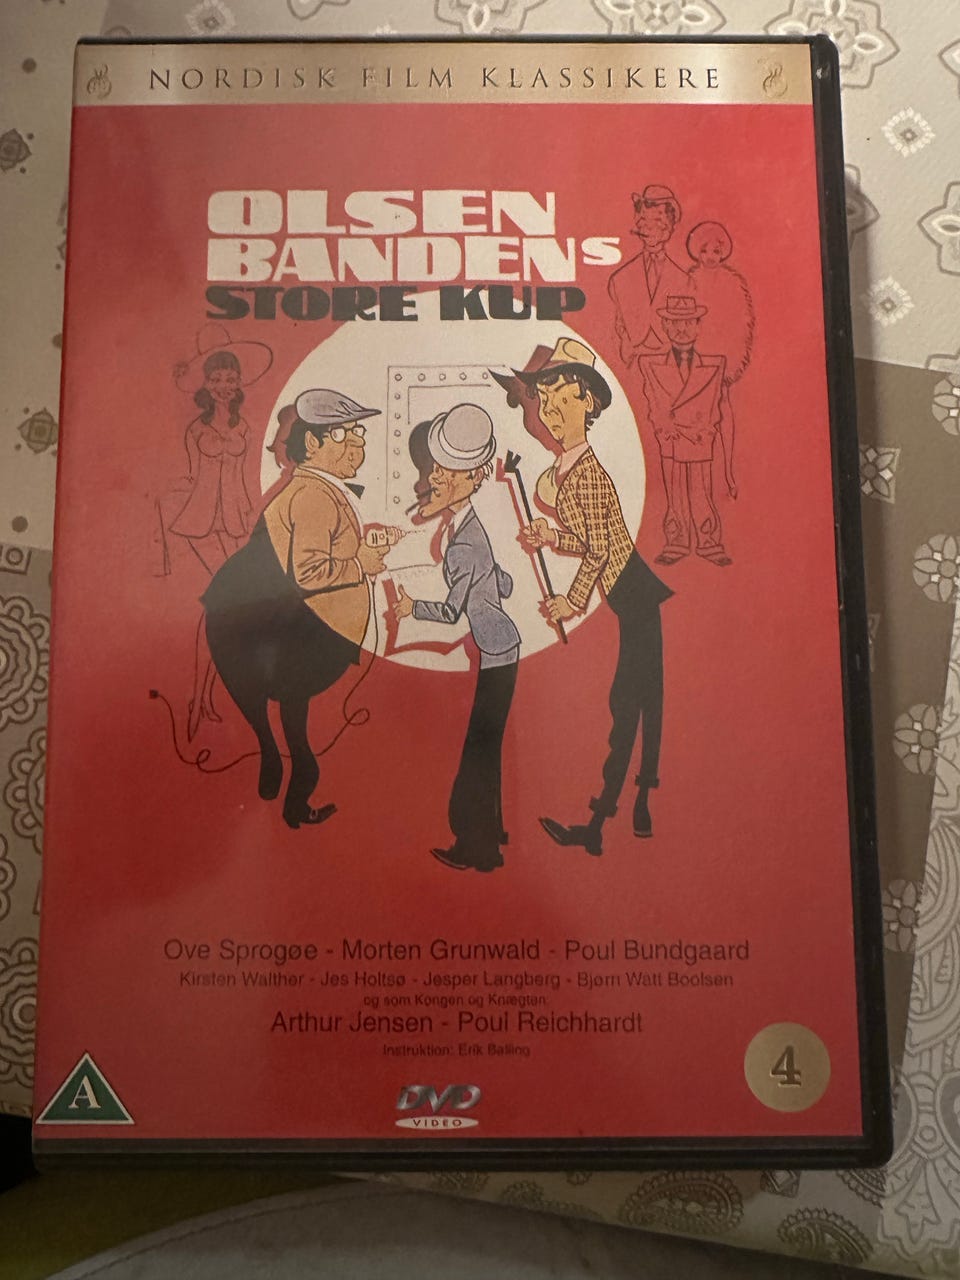 NORDISK FILM KLASSIKERE
OLSEN
BANDENS
STORE KUP
Ove Sprogøe - Morten Grunwald - Poul Bundgaard
Kirsten Walther - Jes Holtsø - Jesper Langberg - Bjørn Watt Boolsen
og som Kongen og Knægten:
Arthur Jensen - Poul Reichhardt
Instruktion: Erik Balling
4
A
DVD
VIDEO